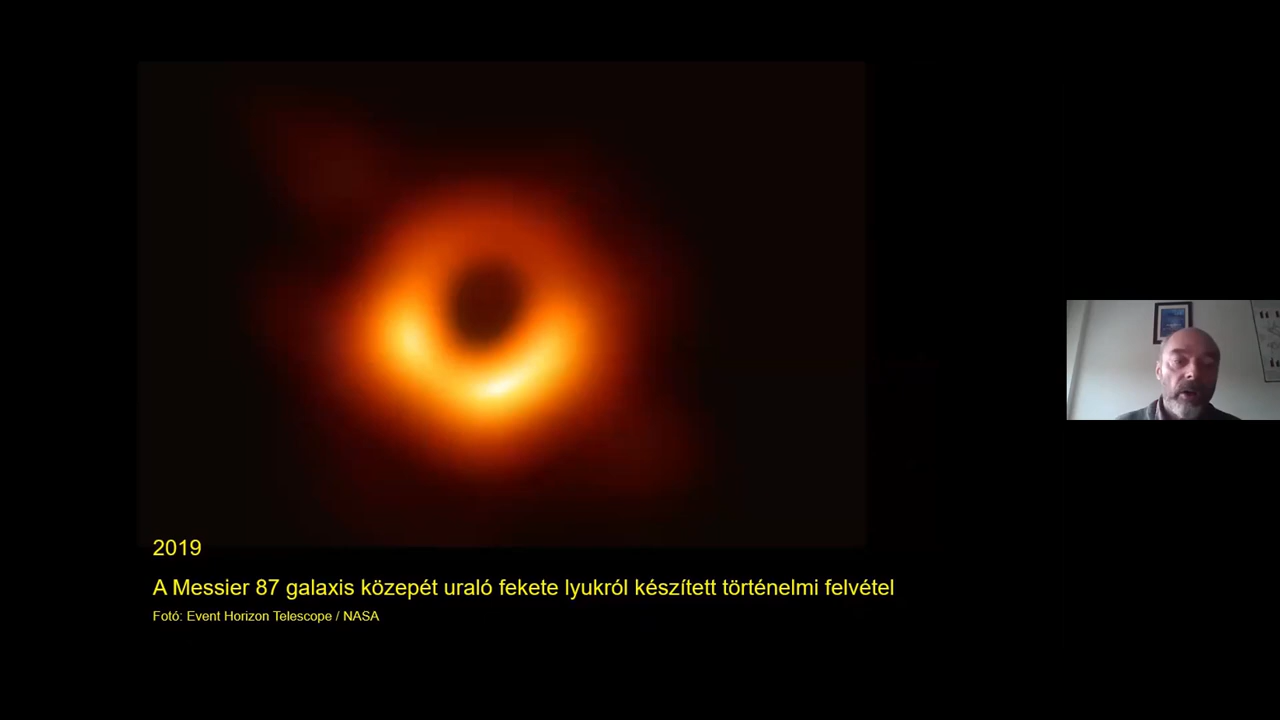 2019
A Messier 87 galaxis közepét uraló fekete lyukról készített történelmi felvétel
Fotó: Event Horizon Telescope / NASA